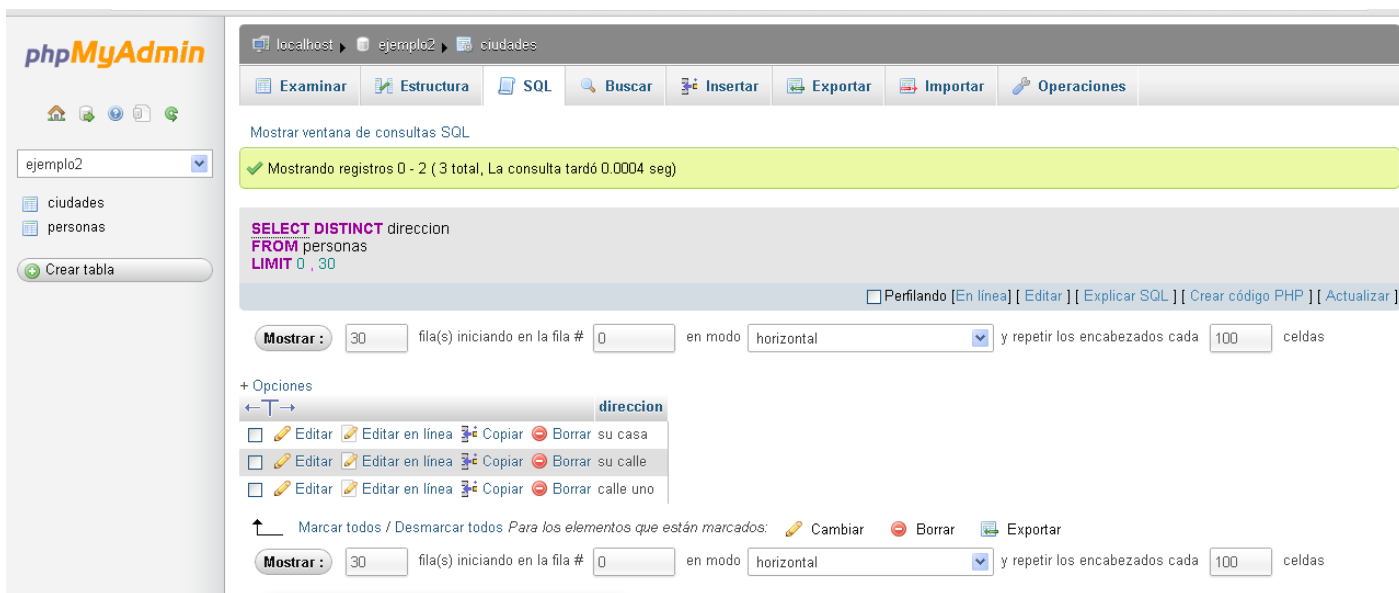 phpMyAdmin
localhost ejemplo2 ciudades
Examinar Estructura SQL Buscar Insertar Exportar Importar Operaciones
ejemplo2
ciudades
personas
Crear tabla
Mostrar ventana de consultas SQL
Mostrando registros 0 - 2 ( 3 total, La consulta tardó 0.0004 seg)
SELECT DISTINCT direccion
FROM personas
LIMIT 0 , 30
Perfilando [En línea] [ Editar ] [ Explicar SQL ] [ Crear código PHP ] [ Actualizar ]
Mostrar : 30 fila(s) iniciando en la fila # 0 en modo horizontal y repetir los encabezados cada 100 celdas
+ Opciones
←T→ direccion
Editar Editar en línea Copiar Borrar su casa
Editar Editar en línea Copiar Borrar su calle
Editar Editar en línea Copiar Borrar calle uno
Marcar todos / Desmarcar todos Para los elementos que están marcados: Cambiar Borrar Exportar
Mostrar : 30 fila(s) iniciando en la fila # 0 en modo horizontal y repetir los encabezados cada 100 celdas